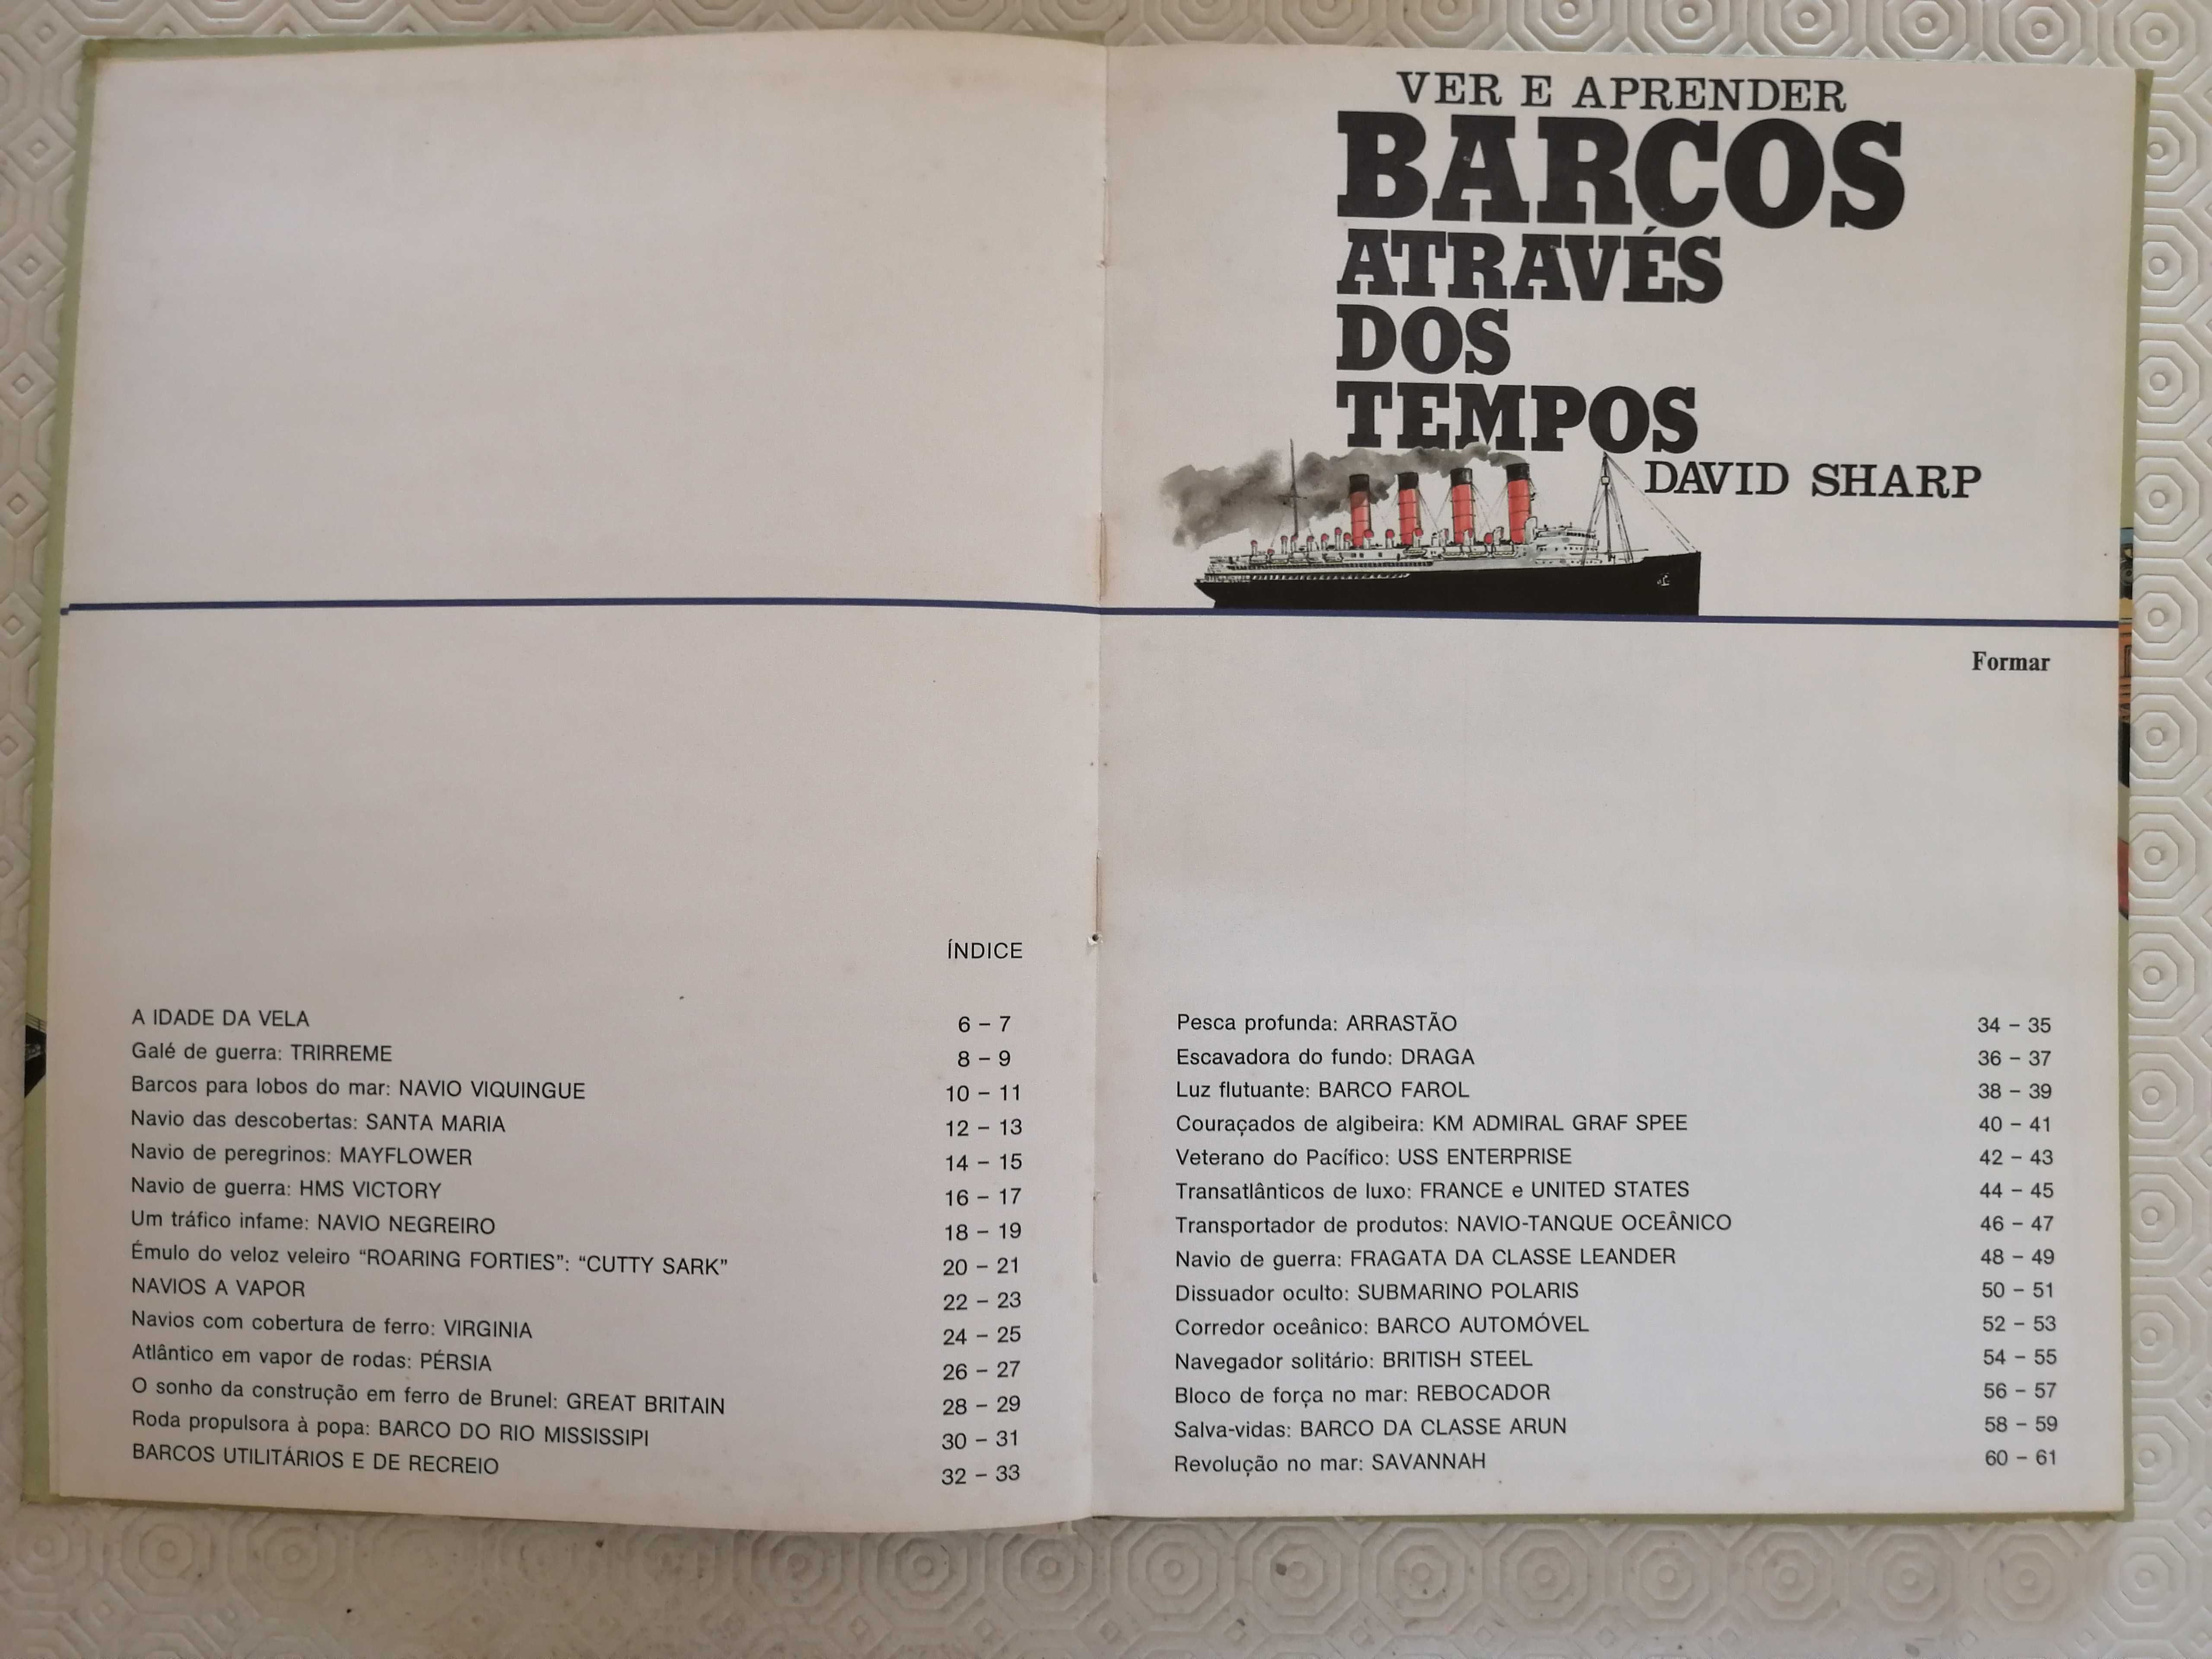 VER E APRENDER
BARCOS
ATRAVÉS
DOS
TEMPOS
DAVID SHARP
Formar
ÍNDICE
A IDADE DA VELA 6 – 7
Galé de guerra: TRIRREME 8 – 9
Barcos para lobos do mar: NAVIO VIQUINGUE 10 – 11
Navio das descobertas: SANTA MARIA 12 – 13
Navio de peregrinos: MAYFLOWER 14 – 15
Navio de guerra: HMS VICTORY 16 – 17
Um tráfico infame: NAVIO NEGREIRO 18 – 19
Émulo do veloz veleiro “ROARING FORTIES”: “CUTTY SARK” 20 – 21
NAVIOS A VAPOR 22 – 23
Navios com cobertura de ferro: VIRGINIA 24 – 25
Atlântico em vapor de rodas: PÉRSIA 26 – 27
O sonho da construção em ferro de Brunel: GREAT BRITAIN 28 – 29
Roda propulsora à popa: BARCO DO RIO MISSISSIPI 30 – 31
BARCOS UTILITÁRIOS E DE RECREIO 32 – 33
Pesca profunda: ARRASTÃO 34 – 35
Escavadora do fundo: DRAGA 36 – 37
Luz flutuante: BARCO FAROL 38 – 39
Couraçados de algibeira: KM ADMIRAL GRAF SPEE 40 – 41
Veterano do Pacífico: USS ENTERPRISE 42 – 43
Transatlânticos de luxo: FRANCE e UNITED STATES 44 – 45
Transportador de produtos: NAVIO-TANQUE OCEÂNICO 46 – 47
Navio de guerra: FRAGATA DA CLASSE LEANDER 48 – 49
Dissuador oculto: SUBMARINO POLARIS 50 – 51
Corredor oceânico: BARCO AUTOMÓVEL 52 – 53
Navegador solitário: BRITISH STEEL 54 – 55
Bloco de força no mar: REBOCADOR 56 – 57
Salva-vidas: BARCO DA CLASSE ARUN 58 – 59
Revolução no mar: SAVANNAH 60 – 61